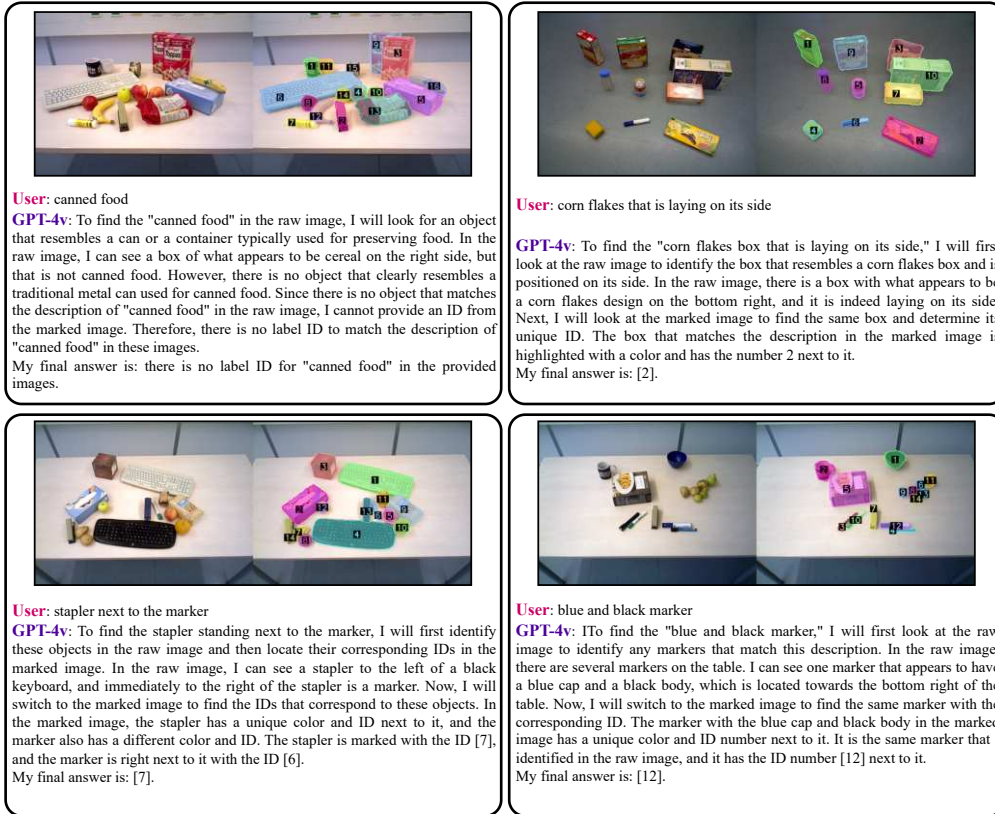 User: canned food
GPT-4v: To find the "canned food" in the raw image, I will look for an object
that resembles a can or a container typically used for preserving food. In the
raw image, I can see a box of what appears to be cereal on the right side, but
that is not canned food. However, there is no object that clearly resembles a
traditional metal can used for canned food. Since there is no object that matches
the description of "canned food" in the raw image, I cannot provide an ID from
the marked image. Therefore, there is no label ID to match the description of
"canned food" in these images.
My final answer is: there is no label ID for "canned food" in the provided
images.
User: corn flakes that is laying on its side
GPT-4v: To find the "corn flakes box that is laying on its side," I will first
look at the raw image to identify the box that resembles a corn flakes box and is
positioned on its side. In the raw image, there is a box with what appears to be
a corn flakes design on the bottom right, and it is indeed laying on its side.
Next, I will look at the marked image to find the same box and determine its
unique ID. The box that matches the description in the marked image is
highlighted with a color and has the number 2 next to it.
My final answer is: [2].
User: stapler next to the marker
GPT-4v: To find the stapler standing next to the marker, I will first identify
these objects in the raw image and then locate their corresponding IDs in the
marked image. In the raw image, I can see a stapler to the left of a black
keyboard, and immediately to the right of the stapler is a marker. Now, I will
switch to the marked image to find the IDs that correspond to these objects. In
the marked image, the stapler has a unique color and ID next to it, and the
marker also has a different color and ID. The stapler is marked with the ID [7],
and the marker is right next to it with the ID [6].
My final answer is: [7].
User: blue and black marker
GPT-4v: ITo find the "blue and black marker," I will first look at the raw
image to identify any markers that match this description. In the raw image,
there are several markers on the table. I can see one marker that appears to have
a blue cap and a black body, which is located towards the bottom right of the
table. Now, I will switch to the marked image to find the same marker with the
corresponding ID. The marker with the blue cap and black body in the marked
image has a unique color and ID number next to it. It is the same marker that
identified in the raw image, and it has the ID number [12] next to it.
My final answer is: [12].